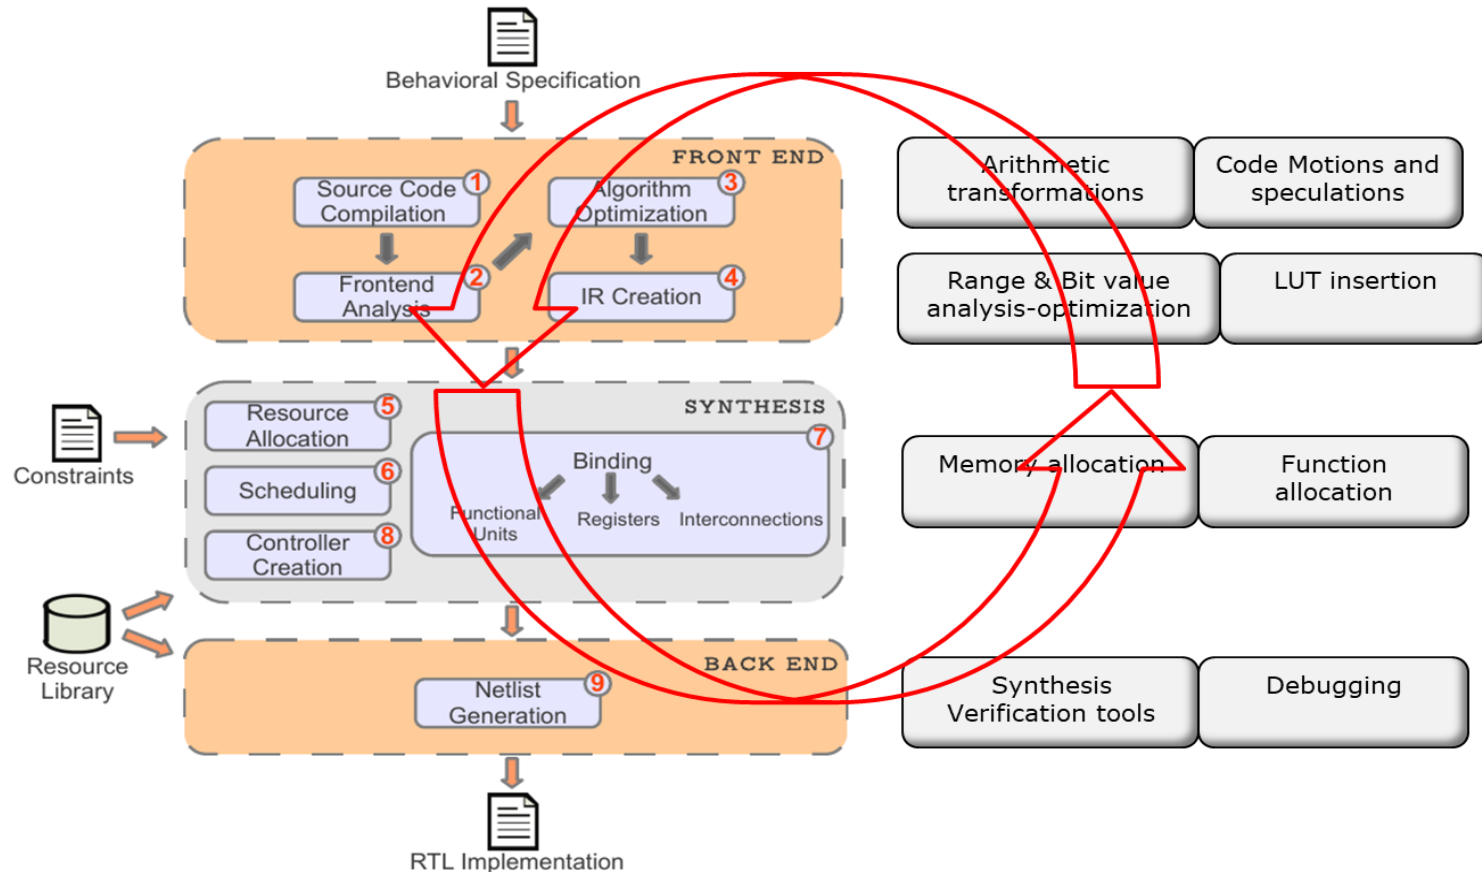 Behavioral Specification
FRONT END
Source Code
Compilation
1
Algorithm
Optimization
3
Frontend
Analysis
2
IR Creation
4
Arithmetic
transformations
Code Motions and
speculations
Range & Bit value
analysis-optimization
LUT insertion
Constraints
SYNTHESIS
Resource
Allocation
5
Scheduling
6
Controller
Creation
8
7
Binding
Functional
Units
Registers
Interconnections
Memory allocation
Function
allocation
Resource
Library
BACK END
Netlist
Generation
9
Synthesis
Verification tools
Debugging
RTL Implementation